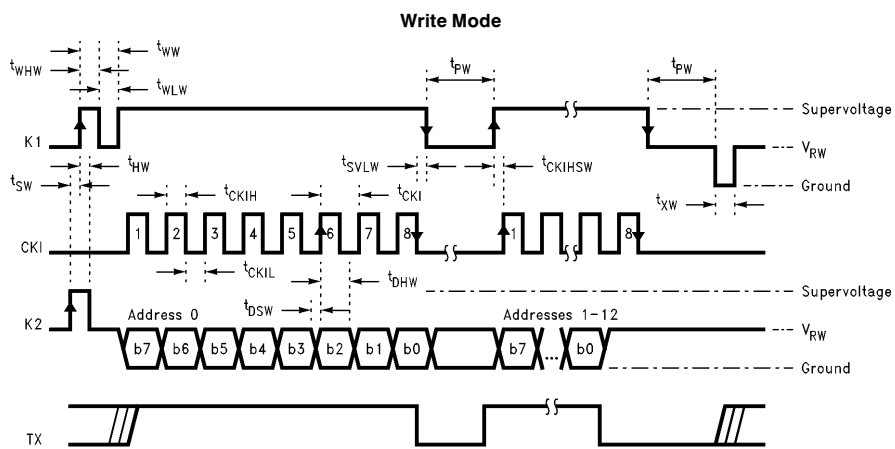 Write Mode
tWW
tWHW
tWLW
tPW
tPW
Supervoltage
K1
VRW
tHW
tSVLW
tCKIHSW
tSW
tCKIH
tCKI
Ground
tXW
1 2 3 4 5 6 7 8 1 8
CKI
tCKIL
tDHW
Supervoltage
tDSW
Address 0
Addresses 1-12
K2
VRW
b7 b6 b5 b4 b3 b2 b1 b0 b7 ... b0
Ground
TX